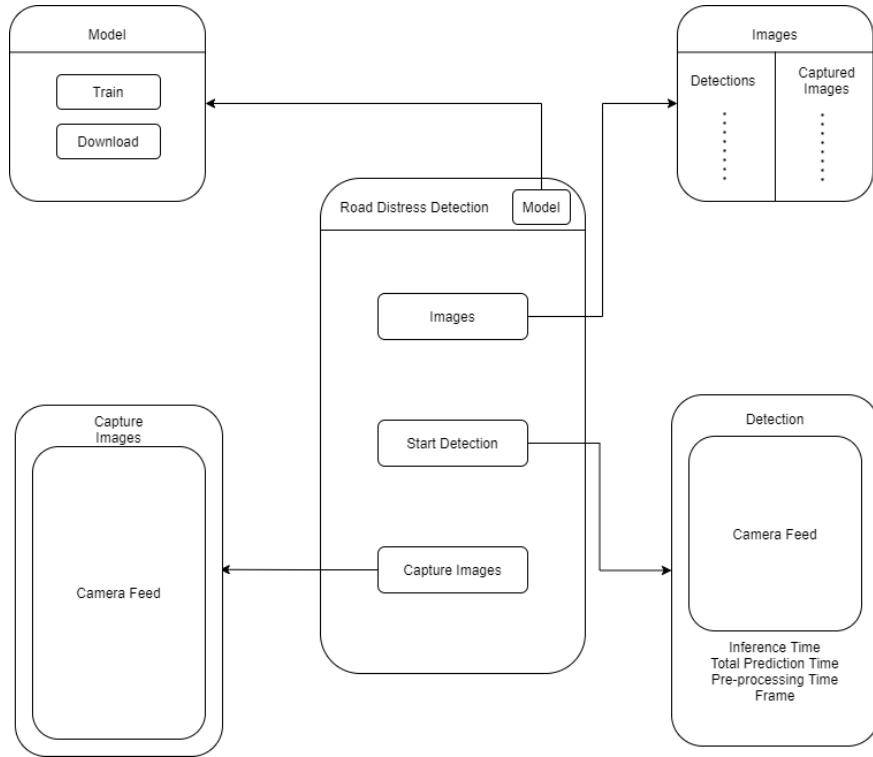 Model
Train
Download
Images
Detections
Captured
Images
Road Distress Detection
Model
Images
Start Detection
Capture Images
Capture
Images
Camera Feed
Detection
Camera Feed
Inference Time
Total Prediction Time
Pre-processing Time
Frame